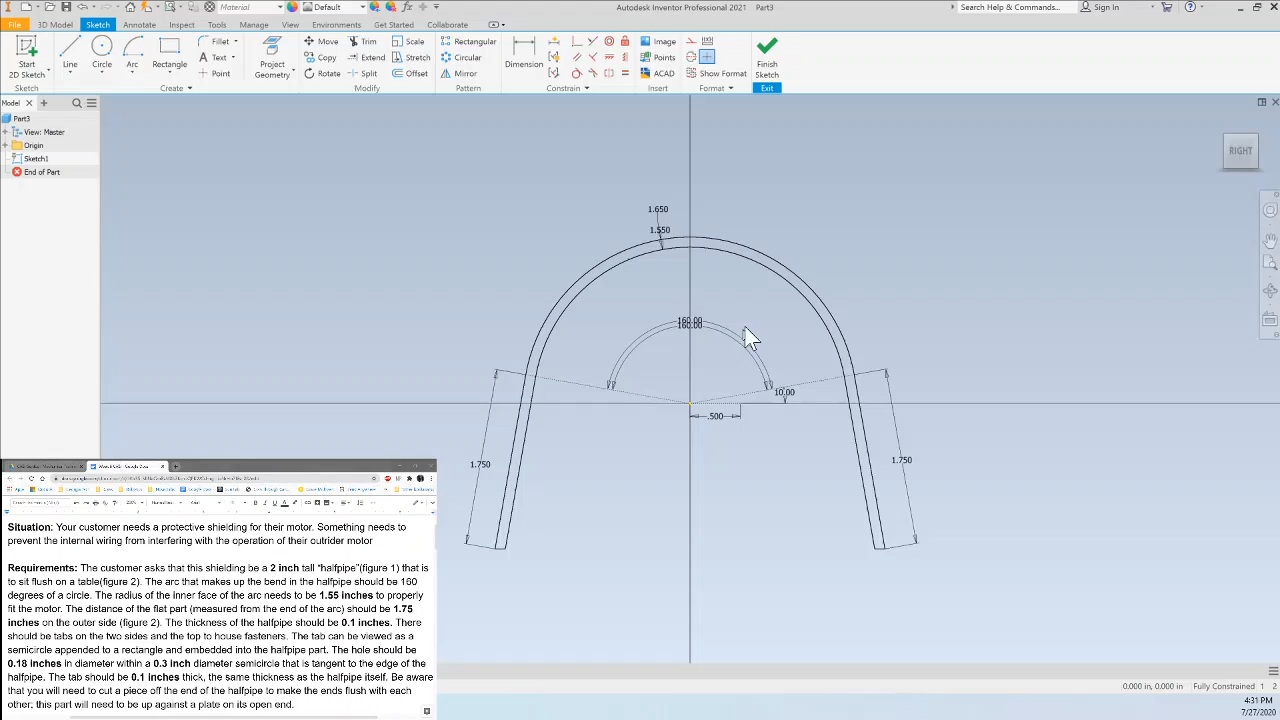 Material
Default
Autodesk Inventor Professional 2021 Part3
Search Help & Commands...
Sign In
File
3D Model
Sketch
Annotate
Inspect
Tools
Manage
View
Environments
Get Started
Collaborate
Start
2D Sketch
Line
Circle
Arc
Rectangle
Fillet
Text
Point
Project
Geometry
Move
Copy
Rotate
Trim
Extend
Split
Scale
Stretch
Offset
Rectangular
Circular
Mirror
Dimension
Image
Points
ACAD
Show Format
Finish
Sketch
Sketch
Create
Modify
Pattern
Constrain
Insert
Format
Exit
Model
Part3
View: Master
Origin
Sketch1
End of Part
RIGHT
1.650
1.550
160.00
160.00
10.00
.500
1.750
1.750
Situation: Your customer needs a protective shielding for their motor. Something needs to
prevent the internal wiring from interfering with the operation of their outrider motor
Requirements: The customer asks that this shielding be a 2 inch tall “halfpipe”(figure 1) that is
to sit flush on a table(figure 2). The arc that makes up the bend in the halfpipe should be 160
degrees of a circle. The radius of the inner face of the arc needs to be 1.55 inches to properly
fit the motor. The distance of the flat part (measured from the end of the arc) should be 1.75
inches on the outer side (figure 2). The thickness of the halfpipe should be 0.1 inches. There
should be tabs on the two sides and the top to house fasteners. The tab can be viewed as a
semicircle appended to a rectangle and embedded into the halfpipe part. The hole should be
0.18 inches in diameter within a 0.3 inch diameter semicircle that is tangent to the edge of the
halfpipe. The tab should be 0.1 inches thick, the same thickness as the halfpipe itself. Be aware
that you will need to cut a piece off the end of the halfpipe to make the ends flush with each
other; this part will need to be up against a plate on its open end.
0.000 in, 0.000 in
Fully Constrained
1
2
4:31 PM
7/27/2020